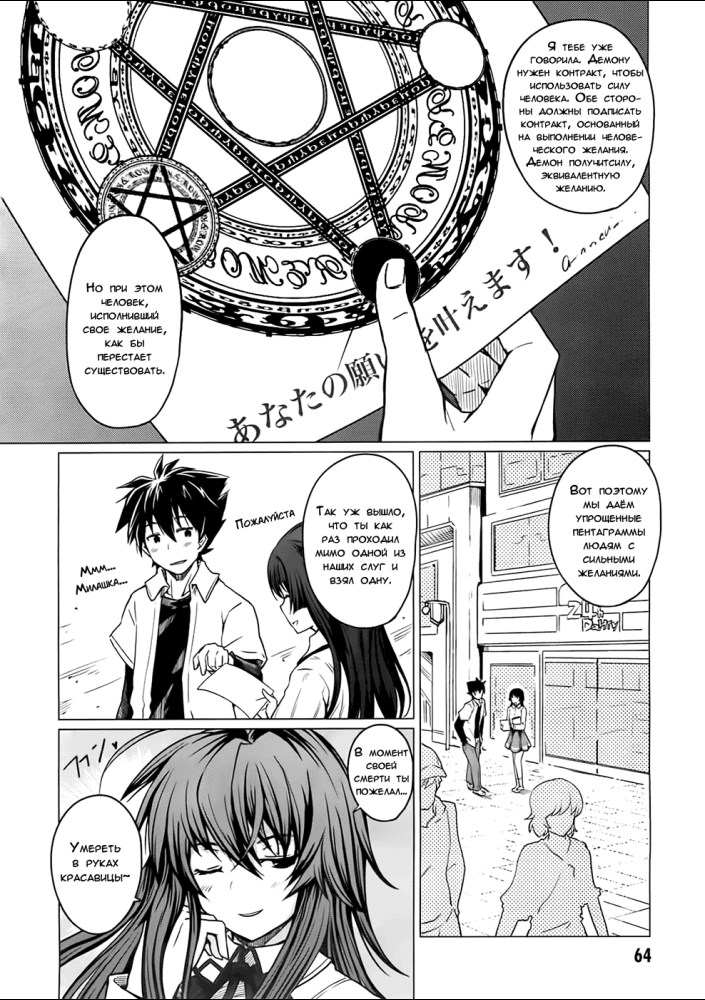 Я тебе уже
говорила. Демону
нужен контракт, чтобы
использовать силу
человека. Обе сторо-
ны должны подписать
контракт, основанный
на выполнении челове-
ческого желания.
Демон получитсилу,
эквивалентную
желанию.
Но при этом
человек,
исполнивший
свое желание,
как бы
перестает
существовать.
あなたの願い を叶えます!
Вот поэтому
мы даём
упрощенные
пентаграммы
людям с
сильными
желаниями.
24h
Так уж вышло,
что ты как
раз проходил
мимо одной из
наших слуг и
взял одну.
Пожалуйста
Ммм...
Милашка...
В момент
своей
смерти ты
пожелал...
Умереть
в руках
красавицы~
64